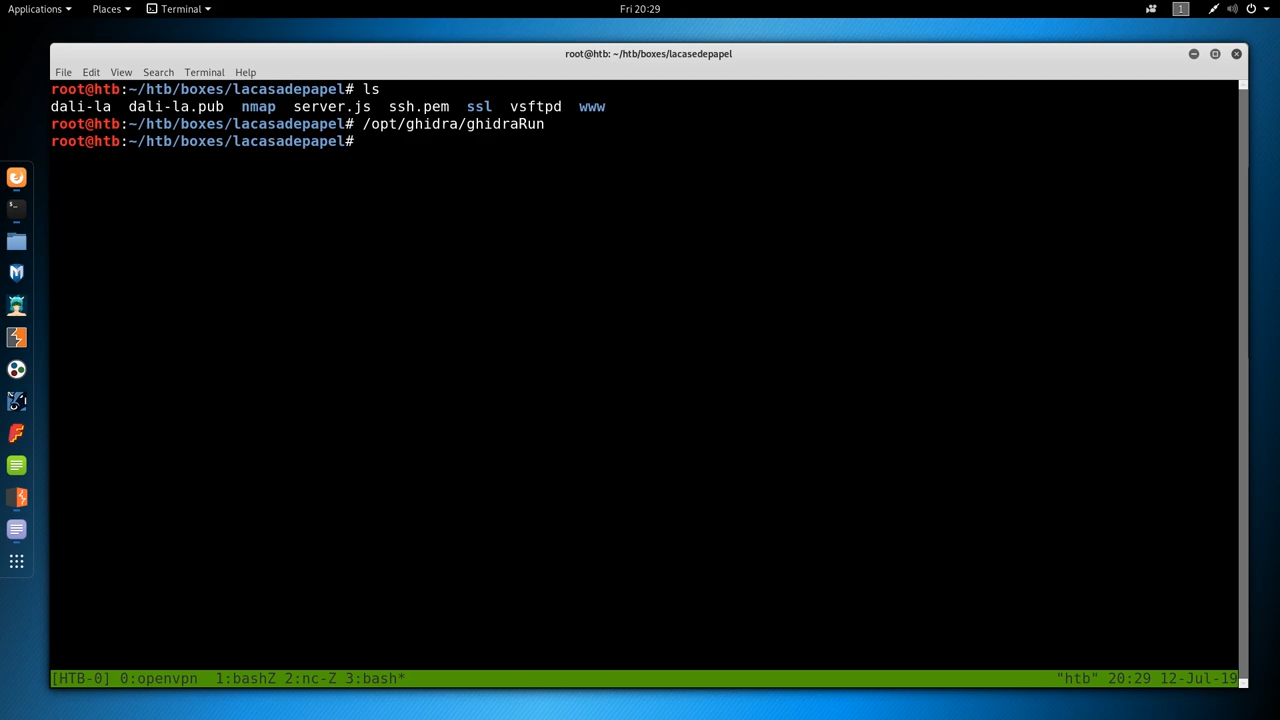 Applications Places Terminal Fri 20:29 1
root@htb: ~/htb/boxes/lacasedepapel
File Edit View Search Terminal Help
root@htb:~/htb/boxes/lacasadepapel# ls
dali-la dali-la.pub nmap server.js ssh.pem ssl vsftpd www
root@htb:~/htb/boxes/lacasadepapel# /opt/ghidra/ghidraRun
root@htb:~/htb/boxes/lacasadepapel#
[HTB-0] 0:openvpn 1:bashZ 2:nc-Z 3:bash* "htb" 20:29 12-Jul-19